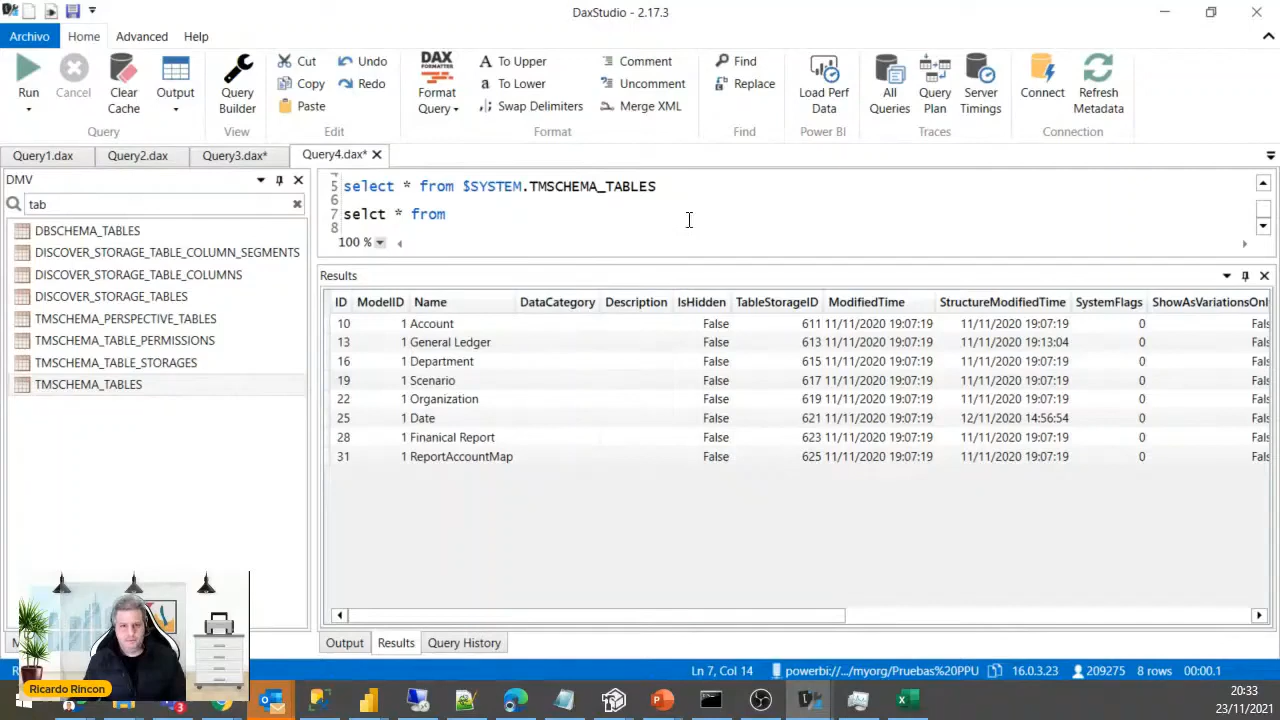 DaxStudio - 2.17.3
Archivo Home Advanced Help
Run Cancel Clear Cache Output
Query
Query Builder
View
Cut Undo
Copy Redo
Paste
Edit
DAX FORMATTER
Format Query
To Upper Comment
To Lower Uncomment
Swap Delimiters Merge XML
Format
Find
Replace
Find
Load Perf Data
Power BI
All Queries Query Plan Server Timings
Traces
Connect Refresh Metadata
Connection
Query1.dax Query2.dax Query3.dax* Query4.dax*
DMV
tab
DBSCHEMA_TABLES
DISCOVER_STORAGE_TABLE_COLUMN_SEGMENTS
DISCOVER_STORAGE_TABLE_COLUMNS
DISCOVER_STORAGE_TABLES
TMSCHEMA_PERSPECTIVE_TABLES
TMSCHEMA_TABLE_PERMISSIONS
TMSCHEMA_TABLE_STORAGES
TMSCHEMA_TABLES
5 select * from $SYSTEM.TMSCHEMA_TABLES
6
7 selct * from
8
100 %
Results
ID ModelID Name DataCategory Description IsHidden TableStorageID ModifiedTime StructureModifiedTime SystemFlags ShowAsVariationsOnl
10 1 Account False 611 11/11/2020 19:07:19 11/11/2020 19:07:19 0 Fals
13 1 General Ledger False 613 11/11/2020 19:07:19 11/11/2020 19:13:04 0 Fals
16 1 Department False 615 11/11/2020 19:07:19 11/11/2020 19:07:19 0 Fals
19 1 Scenario False 617 11/11/2020 19:07:19 11/11/2020 19:07:19 0 Fals
22 1 Organization False 619 11/11/2020 19:07:19 11/11/2020 19:07:19 0 Fals
25 1 Date False 621 11/11/2020 19:07:19 12/11/2020 14:56:54 0 Fals
28 1 Finanical Report False 623 11/11/2020 19:07:19 11/11/2020 19:07:19 0 Fals
31 1 ReportAccountMap False 625 11/11/2020 19:07:19 11/11/2020 19:07:19 0 Fals
Output Results Query History
Ln 7, Col 14 powerbi://.../myorg/Pruebas%20PPU 16.0.3.23 209275 8 rows 00:00.1
Ricardo Rincon
20:33
23/11/2021